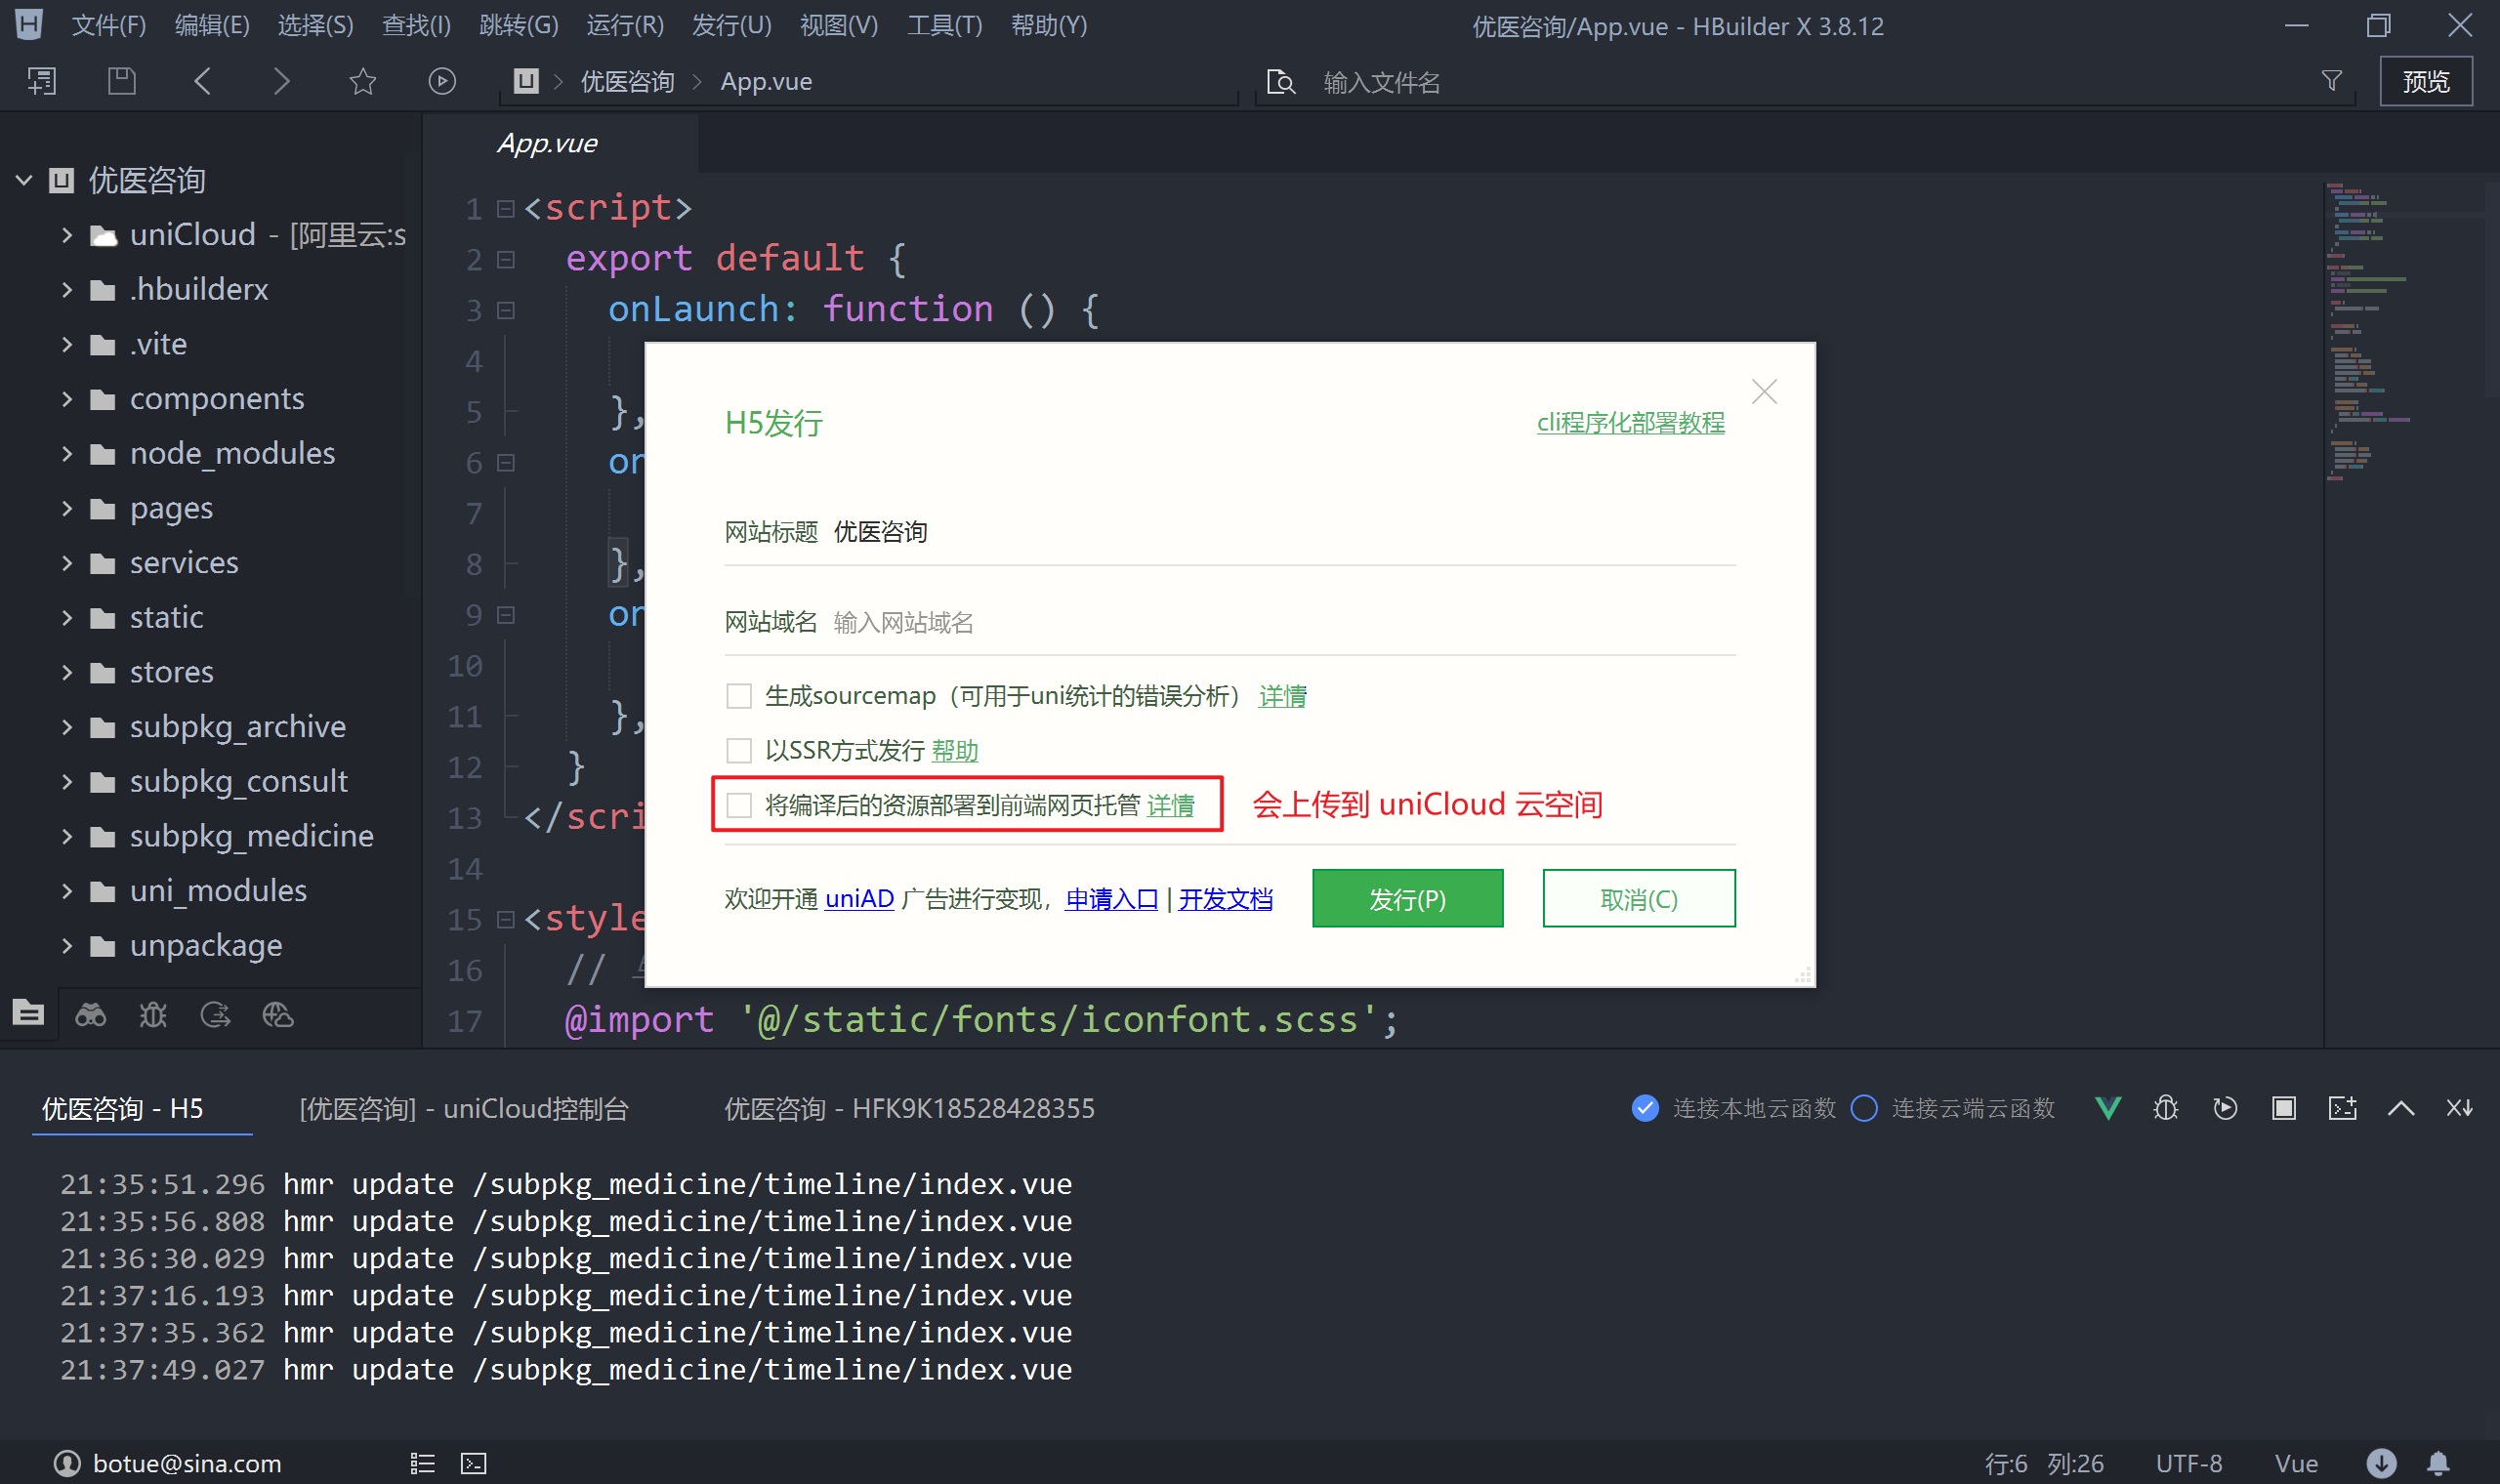 文件(F) 编辑(E) 选择(S) 查找(I) 跳转(G) 运行(R) 发行(U) 视图(V) 工具(T) 帮助(Y) 优医咨询/App.vue - HBuilder X 3.8.12
优医咨询 App.vue 输入文件名 预览
App.vue
优医咨询
uniCloud - [阿里云:s
.hbuilderx
.vite
components
node_modules
pages
services
static
stores
subpkg_archive
subpkg_consult
subpkg_medicine
uni_modules
unpackage
1 <script>
2 export default {
3 onLaunch: function () {
4
5 },
6 on
7
8 },
9 on
10
11 },
12 }
13 </scri
14
15 <style
16 //
17 @import '@/static/fonts/iconfont.scss';
H5发行 cli程序化部署教程
网站标题 优医咨询
网站域名 输入网站域名
生成sourcemap（可用于uni统计的错误分析） 详情
以SSR方式发行 帮助
将编译后的资源部署到前端网页托管 详情 会上传到 uniCloud 云空间
欢迎开通 uniAD 广告进行变现，申请入口 | 开发文档 发行(P) 取消(C)
优医咨询 - H5 [优医咨询] - uniCloud控制台 优医咨询 - HFK9K18528428355 连接本地云函数 连接云端云函数
21:35:51.296 hmr update /subpkg_medicine/timeline/index.vue
21:35:56.808 hmr update /subpkg_medicine/timeline/index.vue
21:36:30.029 hmr update /subpkg_medicine/timeline/index.vue
21:37:16.193 hmr update /subpkg_medicine/timeline/index.vue
21:37:35.362 hmr update /subpkg_medicine/timeline/index.vue
21:37:49.027 hmr update /subpkg_medicine/timeline/index.vue
botue@sina.com 行:6 列:26 UTF-8 Vue